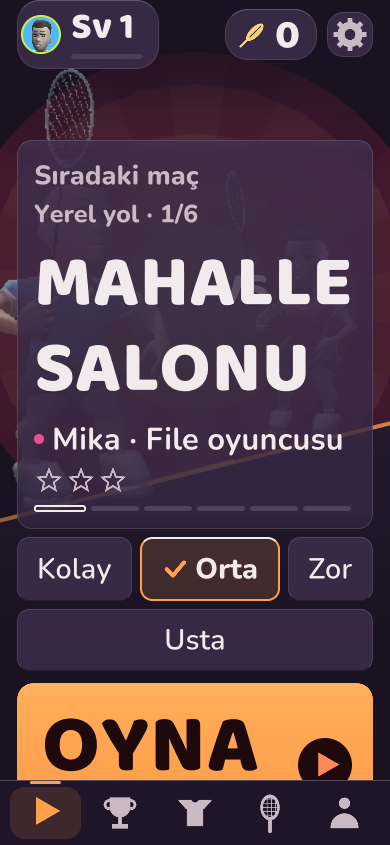 Sv 1
0
Sıradaki maç
Yerel yol · 1/6
MAHALLE
SALONU
Mika · File oyuncusu
Kolay
Orta
Zor
Usta
OYNA